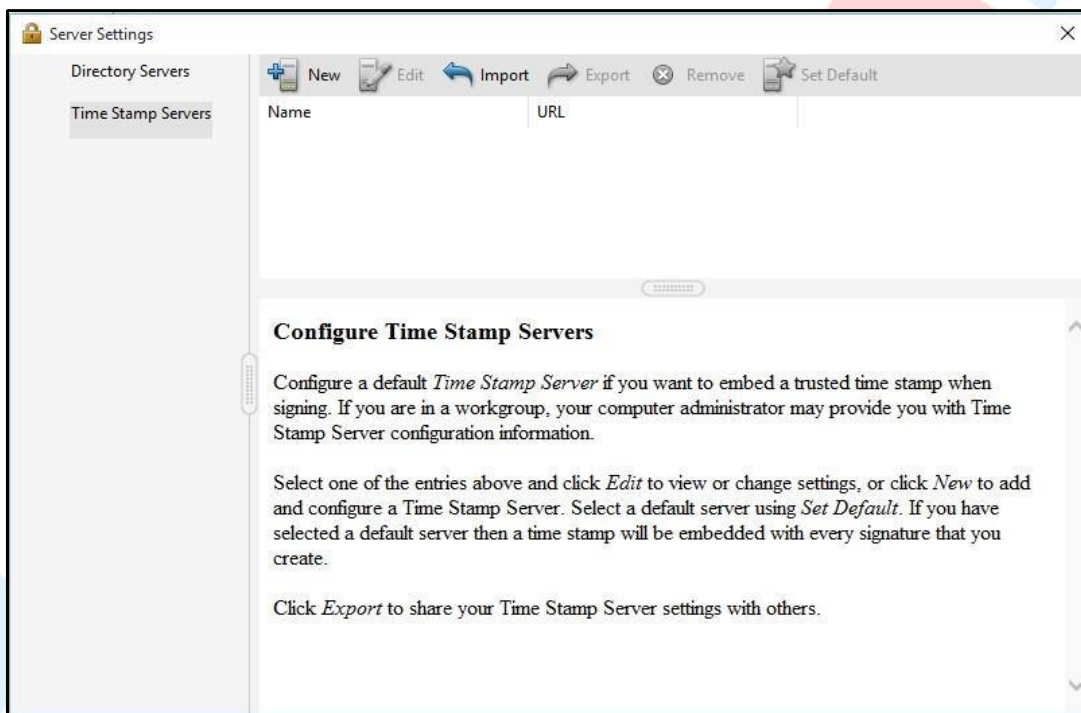 Server Settings
Directory Servers
Time Stamp Servers
New Edit Import Export Remove Set Default
Name URL
Configure Time Stamp Servers
Configure a default Time Stamp Server if you want to embed a trusted time stamp when
signing. If you are in a workgroup, your computer administrator may provide you with Time
Stamp Server configuration information.
Select one of the entries above and click Edit to view or change settings, or click New to add
and configure a Time Stamp Server. Select a default server using Set Default. If you have
selected a default server then a time stamp will be embedded with every signature that you
create.
Click Export to share your Time Stamp Server settings with others.